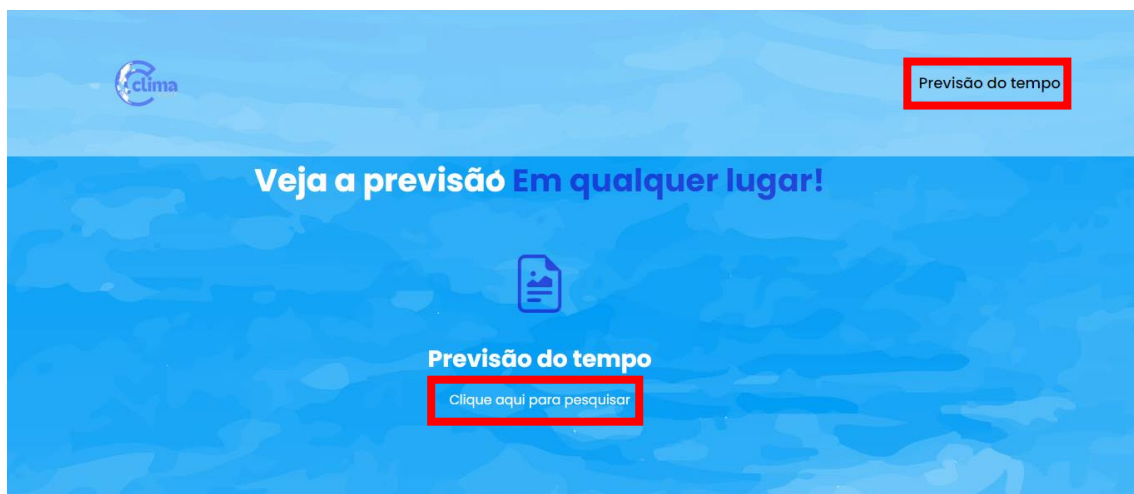 clima
Previsão do tempo
Veja a previsão Em qualquer lugar!
Previsão do tempo
Clique aqui para pesquisar